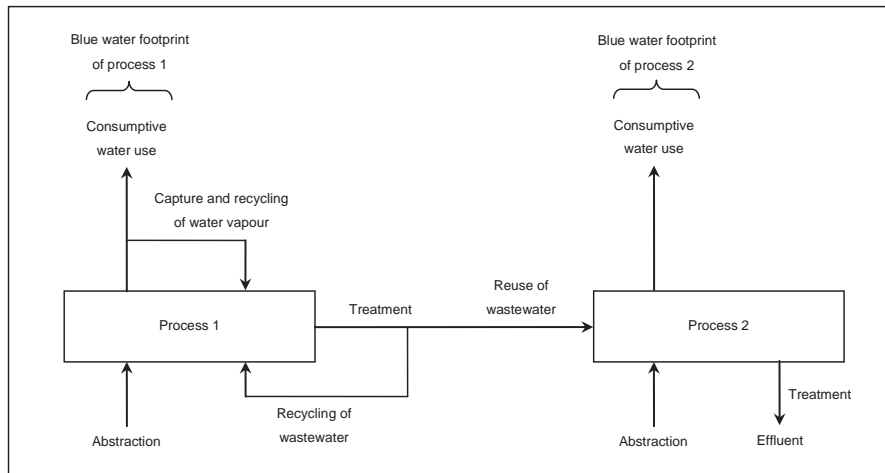 Blue water footprint
of process 1
Consumptive
water use
Capture and recycling
of water vapour
Process 1
Abstraction
Treatment
Recycling of
wastewater
Reuse of
wastewater
Blue water footprint
of process 2
Consumptive
water use
Process 2
Abstraction
Treatment
Effluent